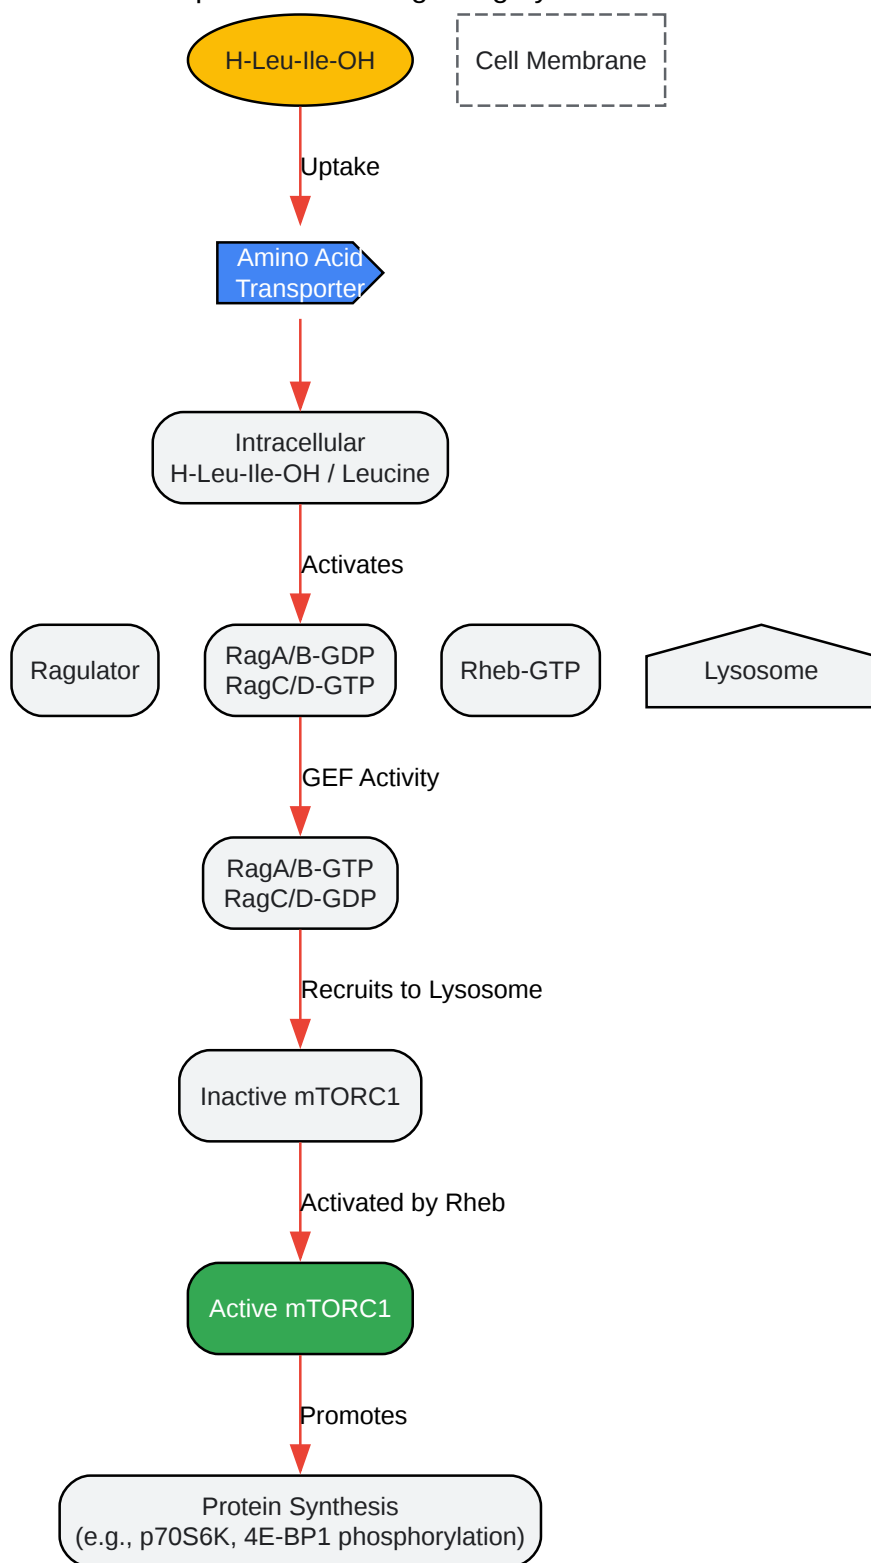 H-Leu-Ile-OH
Cell Membrane
Uptake
Amino Acid
Transporter
Intracellular
H-Leu-Ile-OH / Leucine
Activates
Ragulator
RagA/B-GDP
RagC/D-GTP
Rheb-GTP
Lysosome
GEF Activity
RagA/B-GTP
RagC/D-GDP
Recruits to Lysosome
Inactive mTORC1
Activated by Rheb
Active mTORC1
Promotes
Protein Synthesis
(e.g., p70S6K, 4E-BP1 phosphorylation)